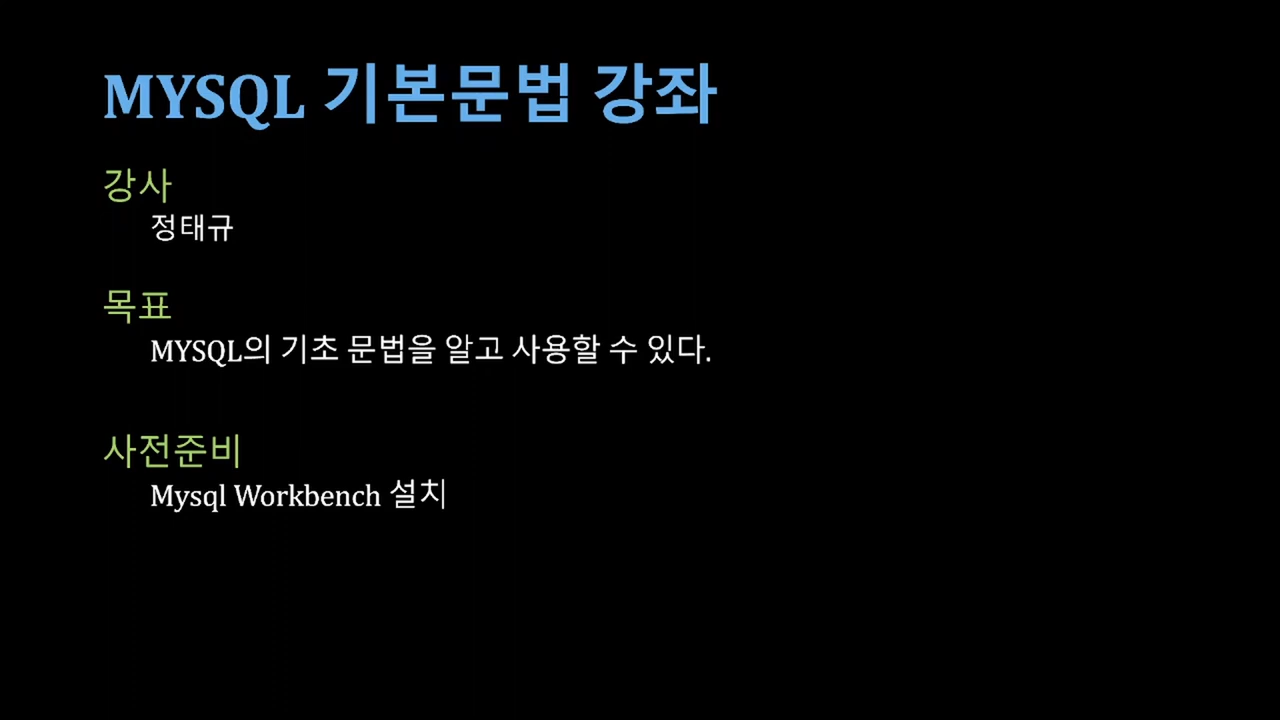 MYSQL 기본문법 강좌
강사
정태규
목표
MYSQL의 기초 문법을 알고 사용할 수 있다.
사전준비
Mysql Workbench 설치